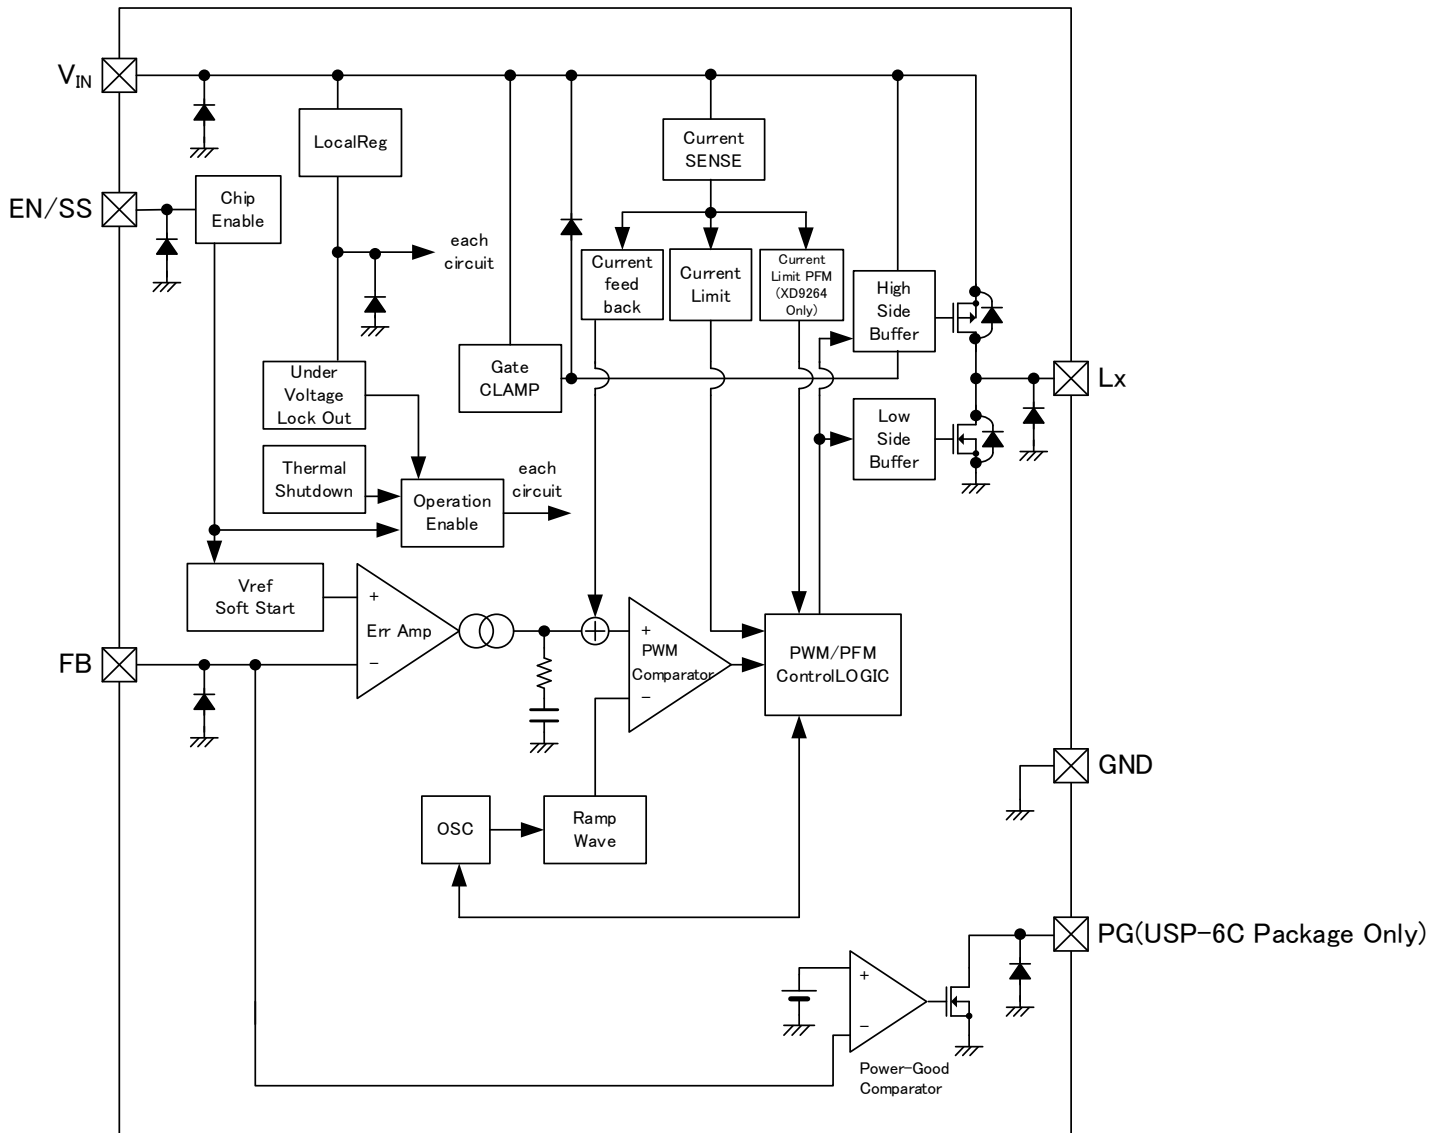 VIN
LocalReg
Current
SENSE
EN/SS
Chip
Enable
each
circuit
Current
feed
back
Current
Limit
Current
Limit PFM
(XD9264
Only)
High
Side
Buffer
Under
Voltage
Lock Out
Gate
CLAMP
Lx
Low
Side
Buffer
Thermal
Shutdown
Operation
Enable
each
circuit
Vref
Soft Start
+
Err Amp
−
+
PWM
Comparator
−
PWM/PFM
ControlLOGIC
FB
GND
OSC
Ramp
Wave
PG(USP-6C Package Only)
+
−
Power-Good
Comparator